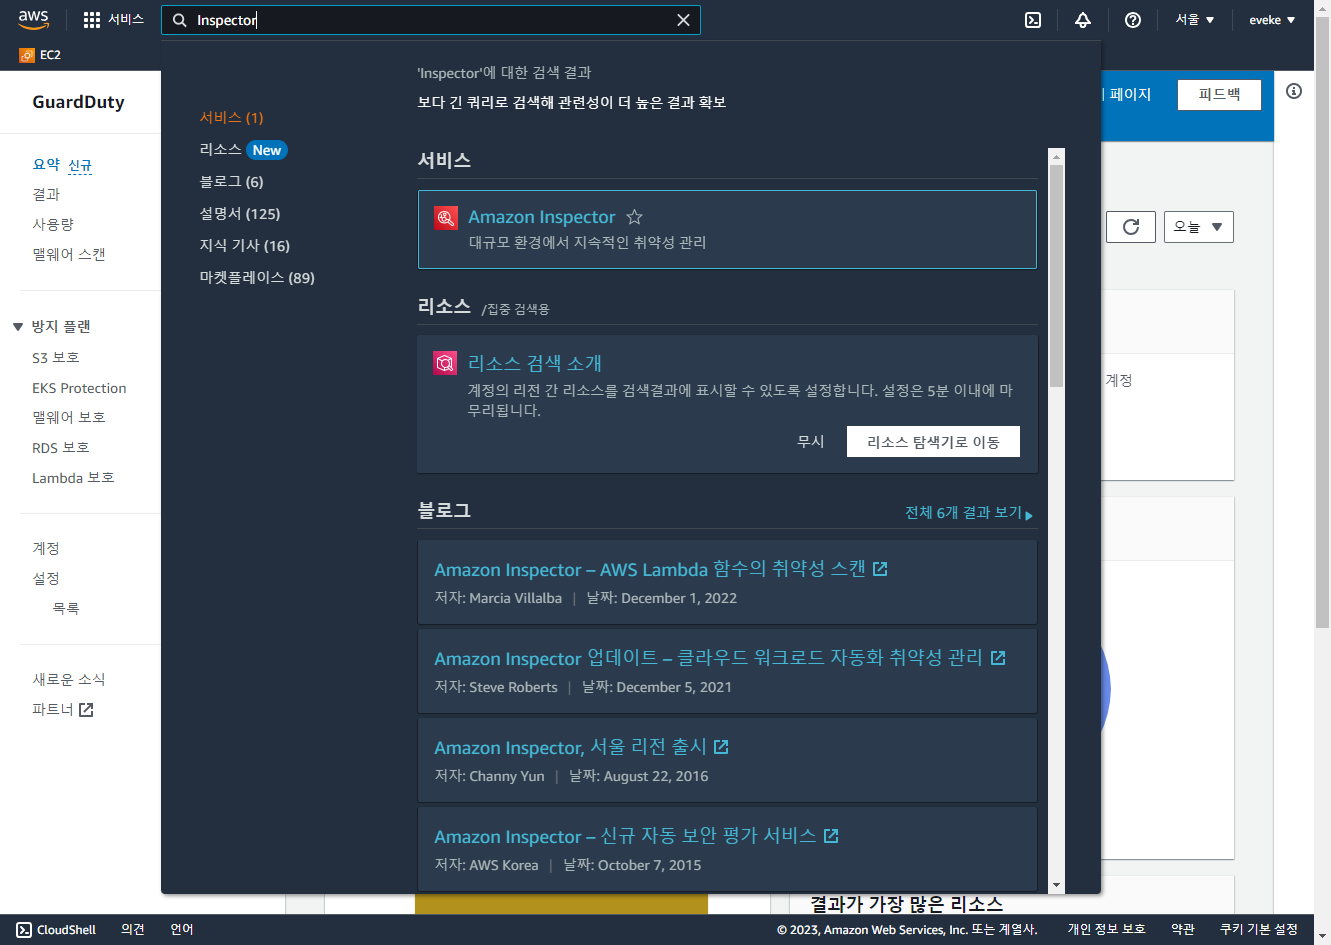 aws
서비스
Inspector
서울 ▼
eveke ▼
EC2
GuardDuty
요약 신규
결과
사용량
맬웨어 스캔
▼ 방지 플랜
S3 보호
EKS Protection
맬웨어 보호
RDS 보호
Lambda 보호
계정
설정
목록
새로운 소식
파트너
'Inspector'에 대한 검색 결과
보다 긴 쿼리로 검색해 관련성이 더 높은 결과 확보
서비스 (1)
리소스 New
블로그 (6)
설명서 (125)
지식 기사 (16)
마켓플레이스 (89)
서비스
Amazon Inspector
대규모 환경에서 지속적인 취약성 관리
리소스 /집중 검색용
리소스 검색 소개
계정의 리전 간 리소스를 검색결과에 표시할 수 있도록 설정합니다. 설정은 5분 이내에 마
무리됩니다.
무시
리소스 탐색기로 이동
블로그
전체 6개 결과 보기
Amazon Inspector – AWS Lambda 함수의 취약성 스캔
저자: Marcia Villalba | 날짜: December 1, 2022
Amazon Inspector 업데이트 – 클라우드 워크로드 자동화 취약성 관리
저자: Steve Roberts | 날짜: December 5, 2021
Amazon Inspector, 서울 리전 출시
저자: Channy Yun | 날짜: August 22, 2016
Amazon Inspector – 신규 자동 보안 평가 서비스
저자: AWS Korea | 날짜: October 7, 2015
페이지
피드백
오늘 ▼
계정
결과가 가장 많은 리소스
CloudShell
의견
언어
© 2023, Amazon Web Services, Inc. 또는 계열사.
개인 정보 보호
약관
쿠키 기본 설정